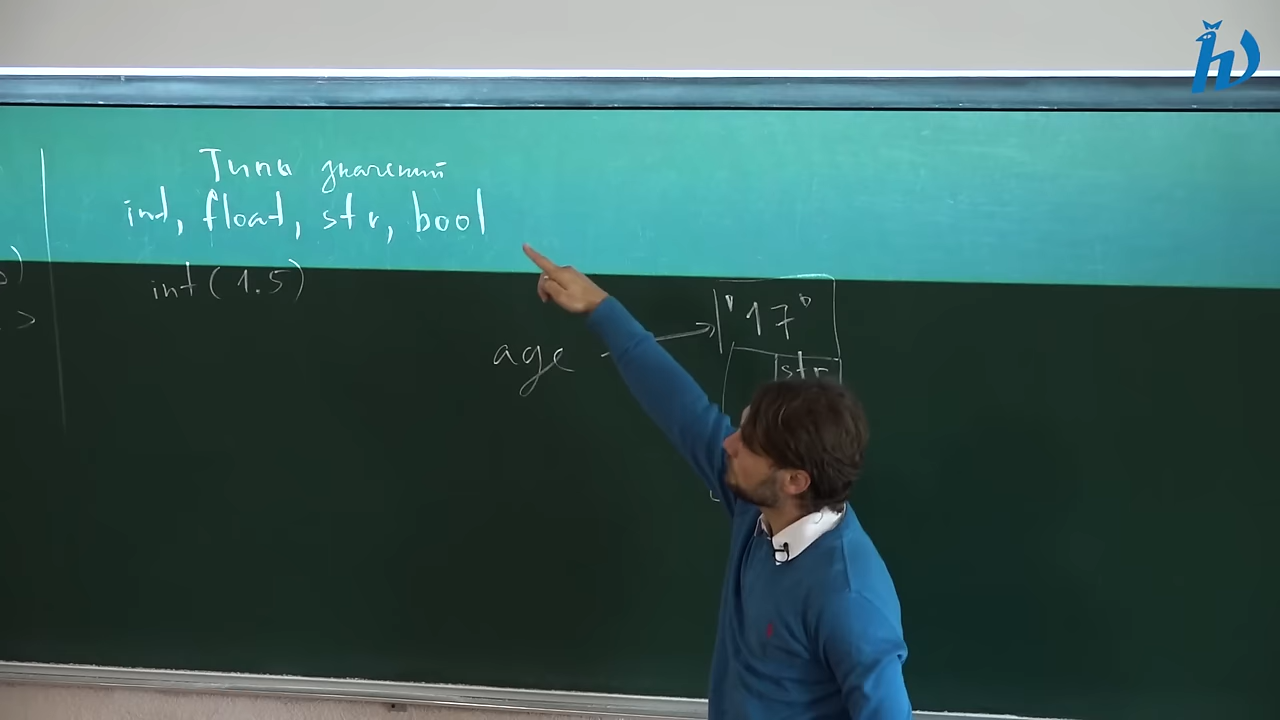 Типы значений
int, float, str, bool
int(1.5)
age
"17"
str